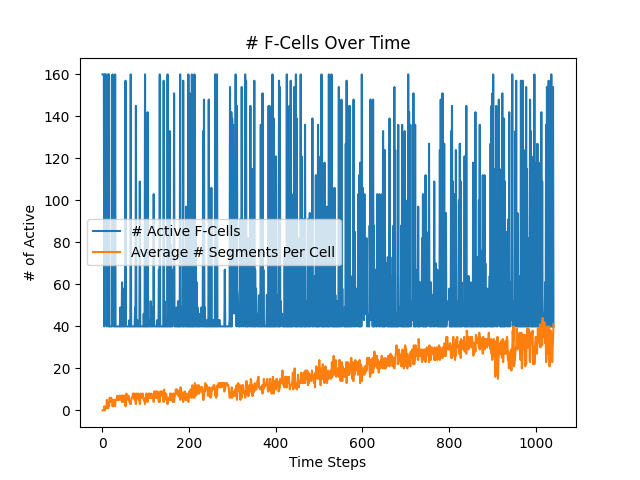 # F-Cells Over Time
160
140
120
100
80
60
40
20
0
# of Active
# Active F-Cells
Average # Segments Per Cell
0 200 400 600 800 1000
Time Steps